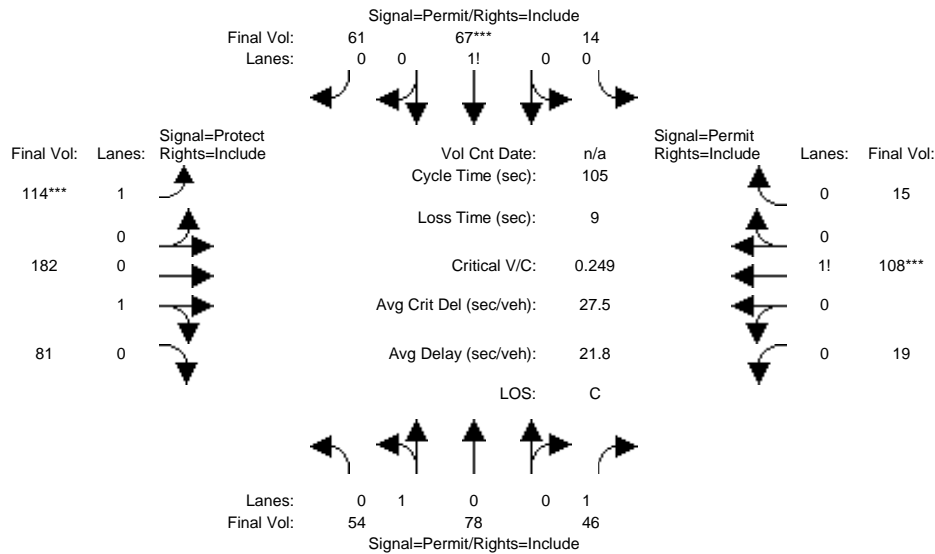 Signal=Permit/Rights=Include
Final Vol: 61 67*** 14
Lanes: 0 0 1! 0 0
Signal=Protect
Final Vol: Lanes: Rights=Include
Vol Cnt Date: n/a
Signal=Permit
Rights=Include Lanes: Final Vol:
Cycle Time (sec): 105
114*** 1
0 15
Loss Time (sec): 9
0
0
182 0
Critical V/C: 0.249
1! 108***
1
Avg Crit Del (sec/veh): 27.5
0
81 0
Avg Delay (sec/veh): 21.8
0 19
LOS: C
Lanes: 0 1 0 0 1
Final Vol: 54 78 46
Signal=Permit/Rights=Include